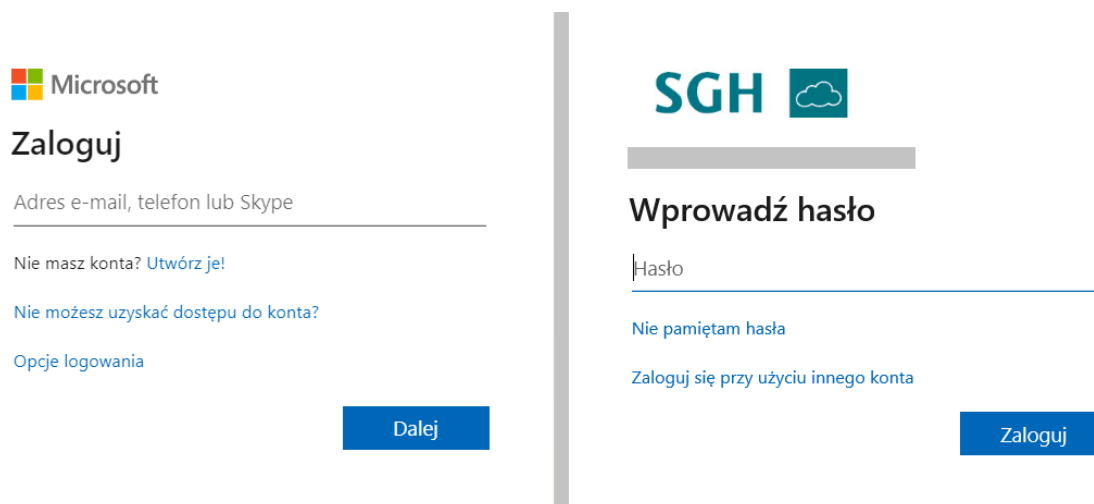 Microsoft
Zaloguj
Adres e-mail, telefon lub Skype
Nie masz konta? Utwórz je!
Nie możesz uzyskać dostępu do konta?
Opcje logowania
Dalej
SGH
Wprowadź hasło
Hasło
Nie pamiętam hasła
Zaloguj się przy użyciu innego konta
Zaloguj